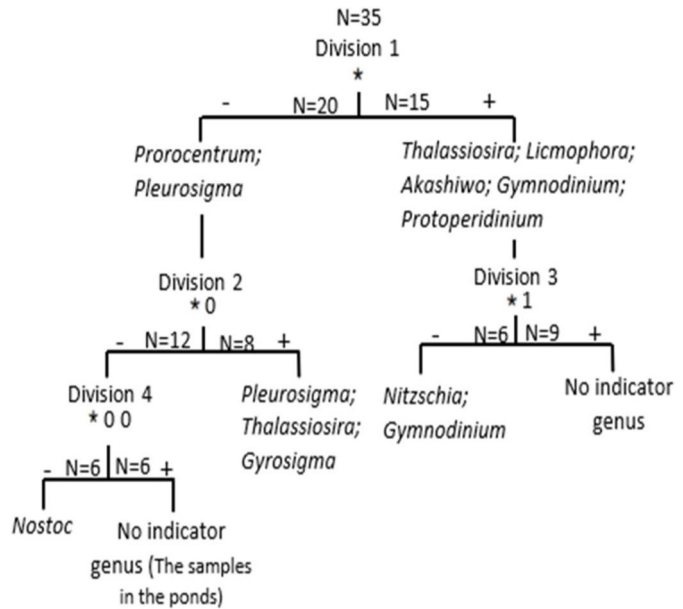 N=35
Division 1
*
- N=20 N=15 +
Prorocentrum;
Pleurosigma
Thalassiosira; Licmophora;
Akashiwo; Gymnodinium;
Protoperidinium
Division 2
*0
- N=12 N=8 +
Division 3
*1
- N=6 N=9 +
Division 4
*00
- N=6 N=6 +
Pleurosigma;
Thalassiosira;
Gyrosigma
Nitzschia;
Gymnodinium
No indicator
genus
Nostoc
No indicator
genus (The samples
in the ponds)